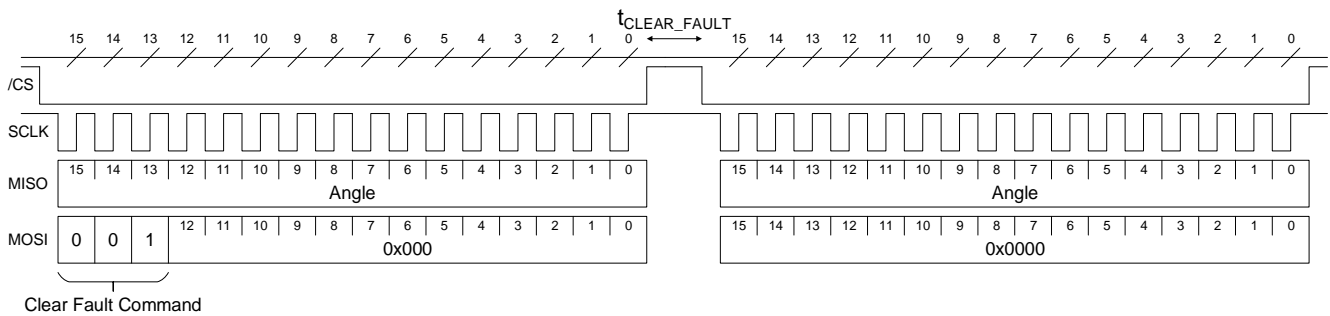 t_CLEAR_FAULT
15 14 13 12 11 10 9 8 7 6 5 4 3 2 1 0 15 14 13 12 11 10 9 8 7 6 5 4 3 2 1 0
/CS
SCLK
15 14 13 12 11 10 9 8 7 6 5 4 3 2 1 0 15 14 13 12 11 10 9 8 7 6 5 4 3 2 1 0
MISO Angle Angle
12 11 10 9 8 7 6 5 4 3 2 1 0 15 14 13 12 11 10 9 8 7 6 5 4 3 2 1 0
MOSI 0 0 1 0x000 0x0000
Clear Fault Command